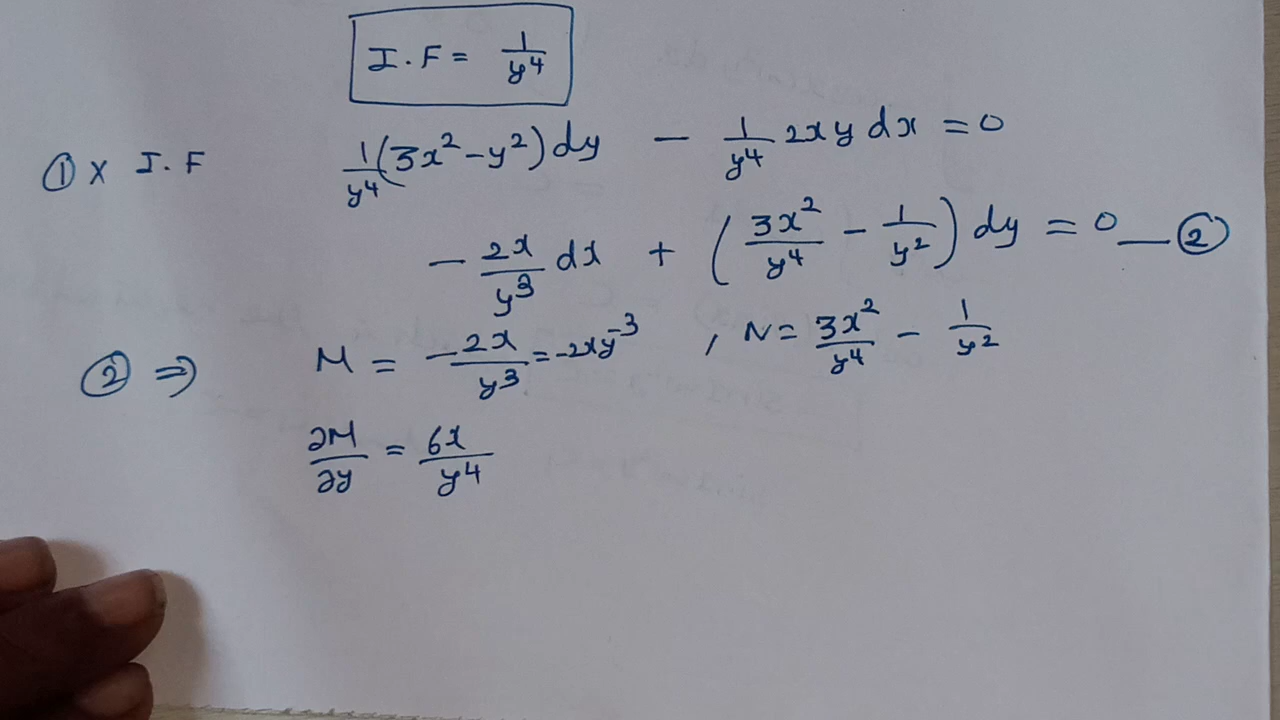 I.F = 1/y⁴
① x I.F 1/y⁴(3x² - y²)dy - 1/y⁴ 2xy dx = 0
- 2x/y³ dx + (3x²/y⁴ - 1/y²) dy = 0 — ②
② ⇒ M = -2x/y³ = -2xy⁻³ , N = 3x²/y⁴ - 1/y²
∂M/∂y = 6x/y⁴